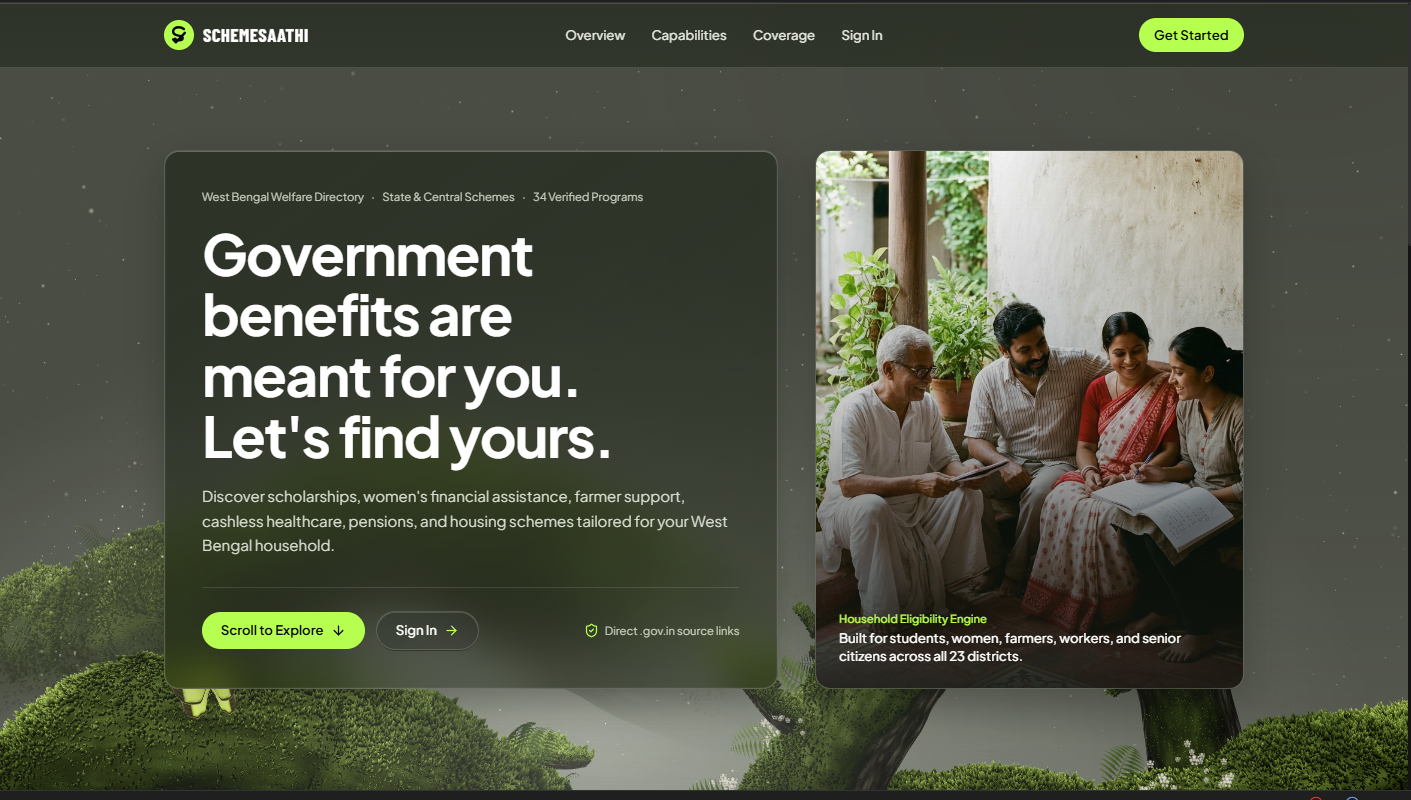 SCHEMESAATHI
Overview
Capabilities
Coverage
Sign In
Get Started
West Bengal Welfare Directory · State & Central Schemes · 34 Verified Programs
Government
benefits are
meant for you.
Let's find yours.
Discover scholarships, women's financial assistance, farmer support,
cashless healthcare, pensions, and housing schemes tailored for your West
Bengal household.
Scroll to Explore ↓
Sign In →
Direct .gov.in source links
Household Eligibility Engine
Built for students, women, farmers, workers, and senior
citizens across all 23 districts.